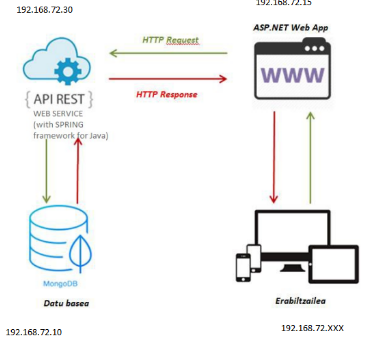 192.168.72.30
192.168.72.15
HTTP Request
ASP.NET Web App
WWW
HTTP Response
{ API REST }
WEB SERVICE
(with SPRING
framework for Java)
MongoDB
Datu basea
Erabiltzailea
192.168.72.10
192.168.72.XXX